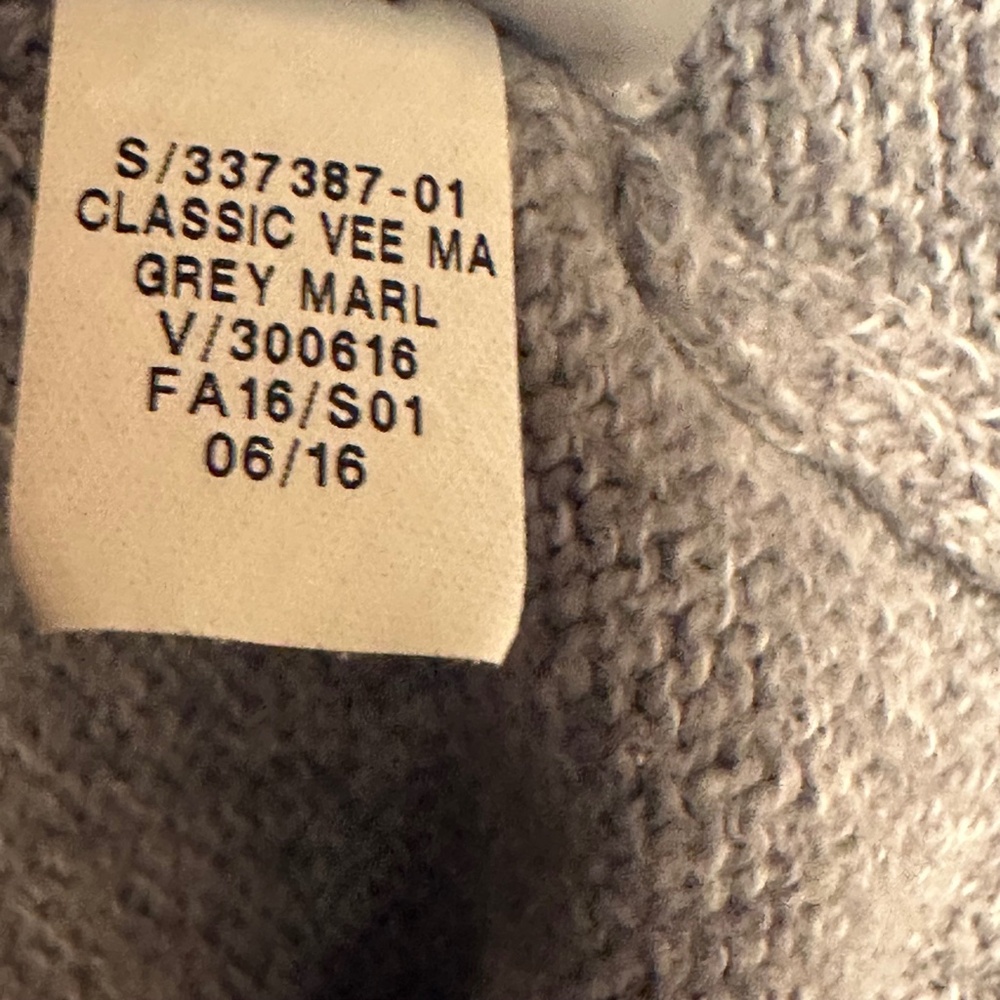 S/337387-01
CLASSIC VEE MA
GREY MARL
V/300616
FA16/S01
06/16